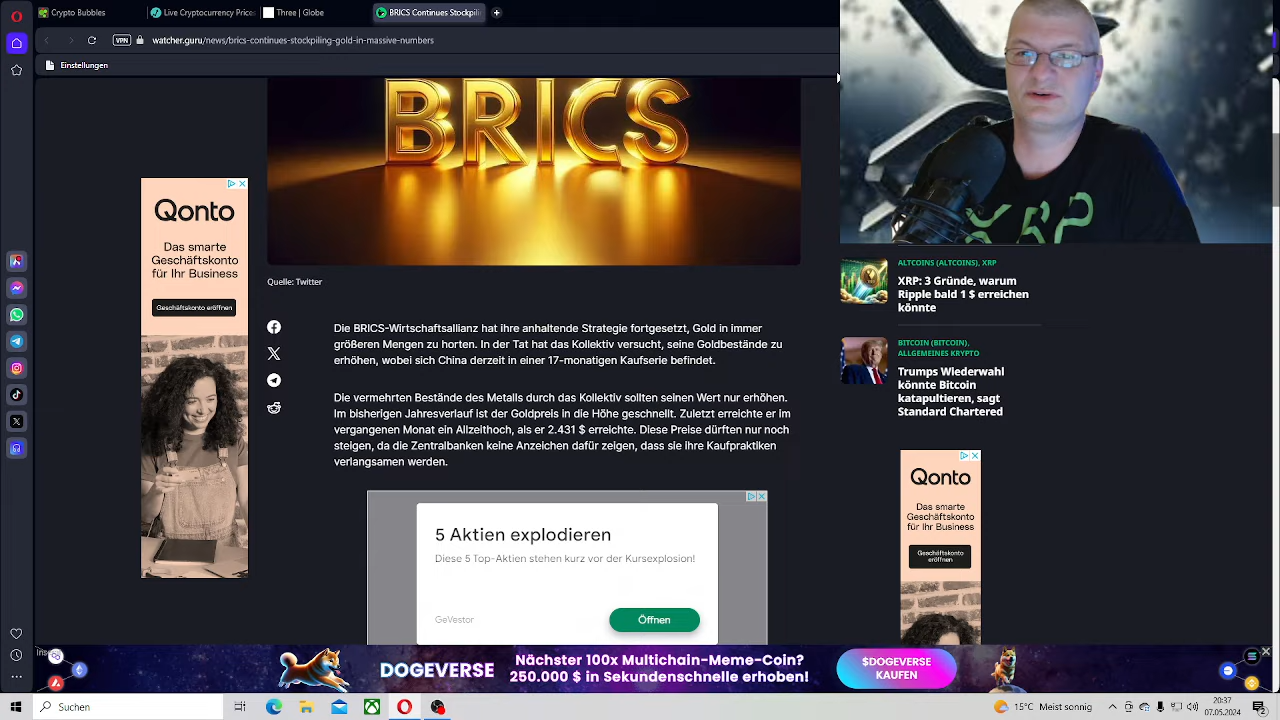 Crypto Bubbles
Live Cryptocurrency Prices
Three | Globe
BRICS Continues Stockpili
VPN
watcher.guru/news/brics-continues-stockpiling-gold-in-massive-numbers
Einstellungen
BRICS
Quelle: Twitter
Die BRICS-Wirtschaftsallianz hat ihre anhaltende Strategie fortgesetzt, Gold in immer
größeren Mengen zu horten. In der Tat hat das Kollektiv versucht, seine Goldbestände zu
erhöhen, wobei sich China derzeit in einer 17-monatigen Kaufserie befindet.
Die vermehrten Bestände des Metalls durch das Kollektiv sollten seinen Wert nur erhöhen.
Im bisherigen Jahresverlauf ist der Goldpreis in die Höhe geschnellt. Zuletzt erreichte er im
vergangenen Monat ein Allzeithoch, als er 2.431 $ erreichte. Diese Preise dürften nur noch
steigen, da die Zentralbanken keine Anzeichen dafür zeigen, dass sie ihre Kaufpraktiken
verlangsamen werden.
Qonto
Das smarte
Geschäftskonto
für Ihr Business
Geschäftskonto eröffnen
5 Aktien explodieren
Diese 5 Top-Aktien stehen kurz vor der Kursexplosion!
GeVestor
Öffnen
XRP
ALTCOINS (ALTCOINS), XRP
XRP: 3 Gründe, warum
Ripple bald 1 $ erreichen
könnte
BITCOIN (BITCOIN),
ALLGEMEINES KRYPTO
Trumps Wiederwahl
könnte Bitcoin
katapultieren, sagt
Standard Chartered
Qonto
Das smarte
Geschäftskonto
für Ihr Business
Geschäftskonto
eröffnen
DOGEVERSE
Nächster 100x Multichain-Meme-Coin?
250.000 $ in Sekundenschnelle erhoben!
$DOGEVERSE
KAUFEN
Suchen
15°C Meist sonnig
20:37
07.05.2024